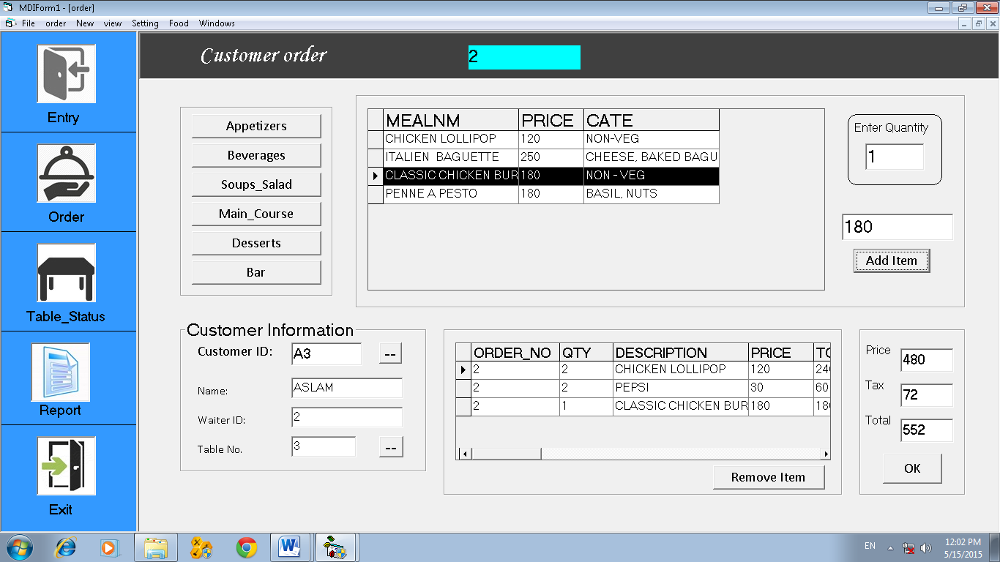 MDIForm1 - [order]
File order New view Setting Food Windows
Entry
Order
Table_Status
Report
Exit
Customer order
2
Appetizers
Beverages
Soups_Salad
Main_Course
Desserts
Bar
MEALNM PRICE CATE
CHICKEN LOLLIPOP 120 NON-VEG
ITALIEN BAGUETTE 250 CHEESE, BAKED BAGU
CLASSIC CHICKEN BUR 180 NON - VEG
PENNE A PESTO 180 BASIL, NUTS
Enter Quantity
1
180
Add Item
Customer Information
Customer ID: A3 --
Name: ASLAM
Waiter ID: 2
Table No. 3 --
ORDER_NO QTY DESCRIPTION PRICE TO
2 2 CHICKEN LOLLIPOP 120 240
2 2 PEPSI 30 60
2 1 CLASSIC CHICKEN BUR 180 180
Remove Item
Price 480
Tax 72
Total 552
OK
EN
12:02 PM
5/15/2015